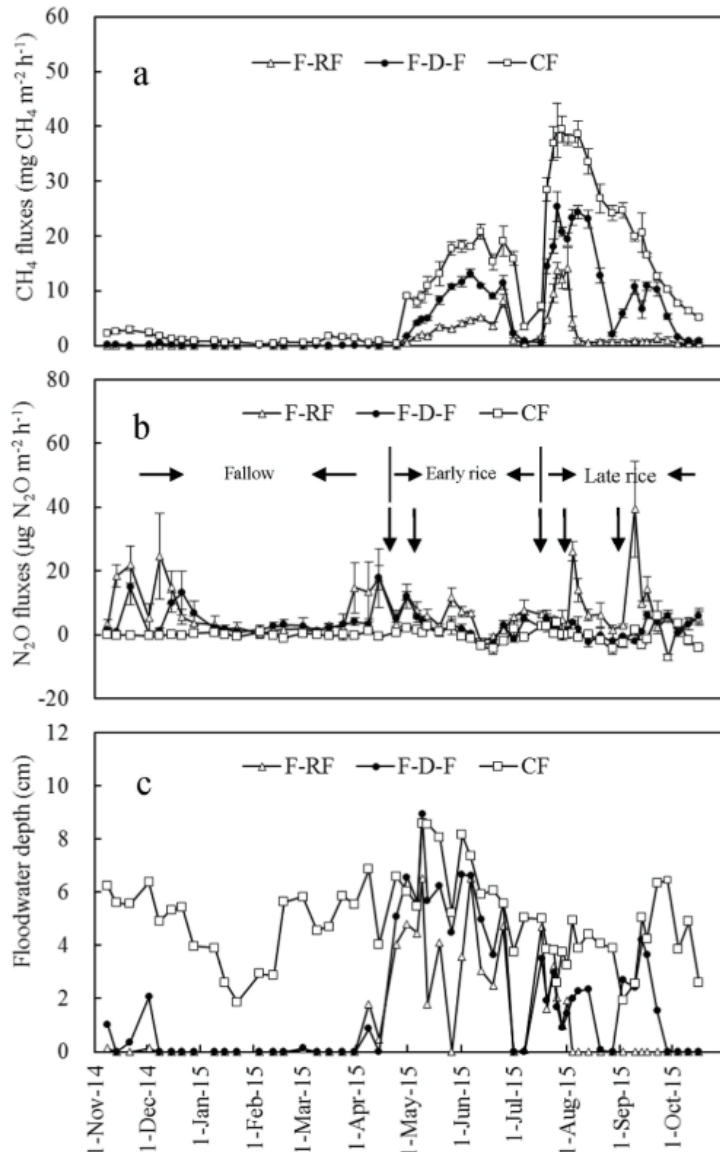 60
50
40
30
20
10
0
CH₄ fluxes (mg CH₄ m⁻² h⁻¹)
a
F-RF F-D-F CF
80
60
40
20
0
-20
N₂O fluxes (µg N₂O m⁻² h⁻¹)
b
F-RF F-D-F CF
Fallow Early rice Late rice
12
10
8
6
4
2
0
Floodwater depth (cm)
c
F-RF F-D-F CF
1-Nov-14
1-Dec-14
1-Jan-15
1-Feb-15
1-Mar-15
1-Apr-15
1-May-15
1-Jun-15
1-Jul-15
1-Aug-15
1-Sep-15
1-Oct-15